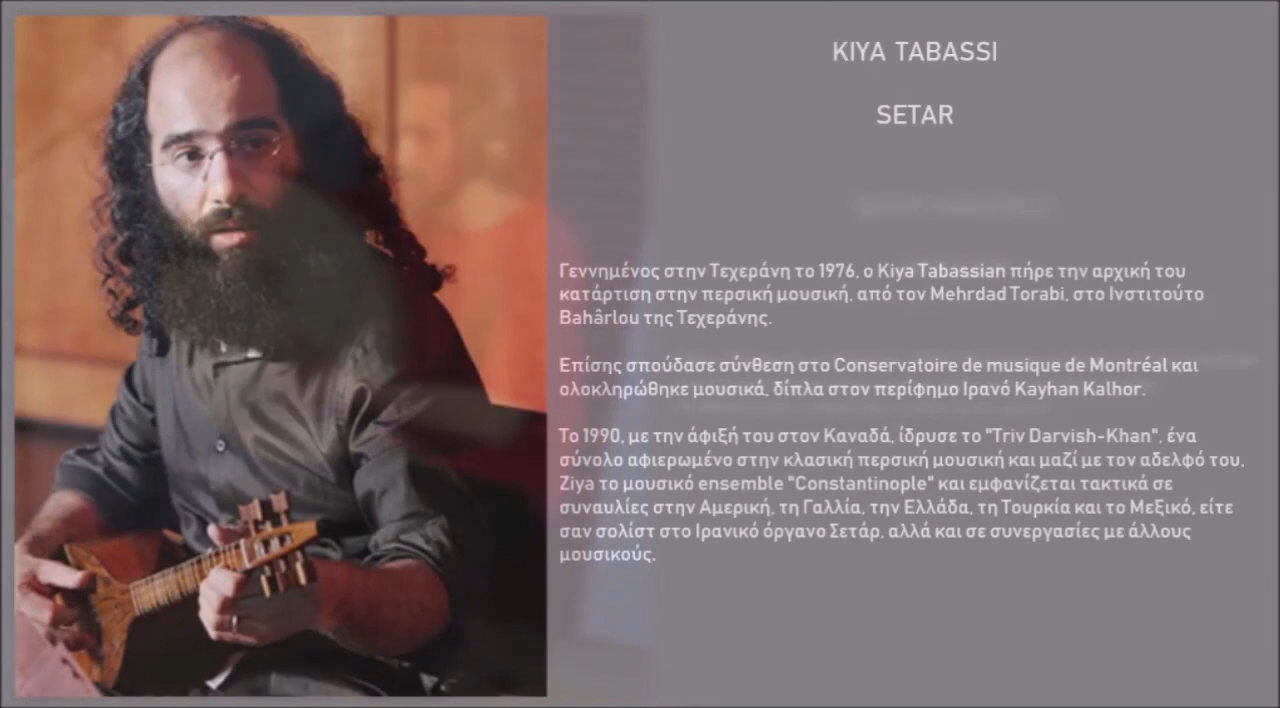 KIYA TABASSI
SETAR
Γεννημένος στην Τεχεράνη το 1976, ο Kiya Tabassian πήρε την αρχική του
κατάρτιση στην περσική μουσική, από τον Mehrdad Torabi, στο Ινστιτούτο
Bahârlou της Τεχεράνης.
Επίσης σπούδασε σύνθεση στο Conservatoire de musique de Montréal και
ολοκληρώθηκε μουσικά, δίπλα στον περίφημο Ιρανό Kayhan Kalhor.
Το 1990, με την άφιξή του στον Καναδά, ίδρυσε το "Triv Darvish-Khan", ένα
σύνολο αφιερωμένο στην κλασική περσική μουσική και μαζί με τον αδελφό του,
Ziya το μουσικό ensemble "Constantinople" και εμφανίζεται τακτικά σε
συναυλίες στην Αμερική, τη Γαλλία, την Ελλάδα, τη Τουρκία και το Μεξικό, είτε
σαν σολίστ στο Ιρανικό όργανο Σετάρ, αλλά και σε συνεργασίες με άλλους
μουσικούς.